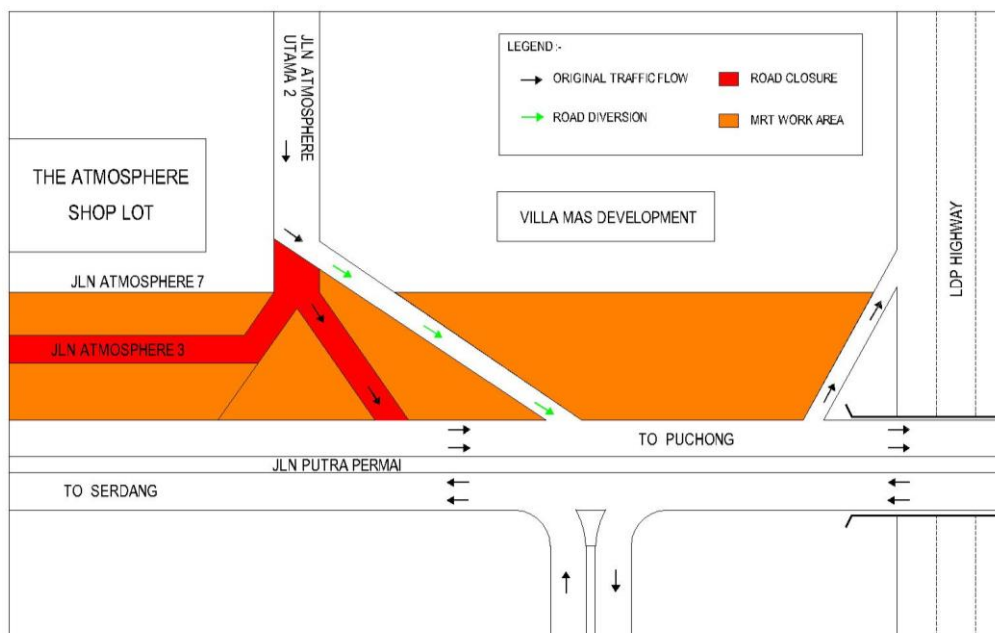 JLN ATMOSPHERE
UTAMA 2
LEGEND :-
ORIGINAL TRAFFIC FLOW
ROAD CLOSURE
ROAD DIVERSION
MRT WORK AREA
THE ATMOSPHERE
SHOP LOT
VILLA MAS DEVELOPMENT
LDP HIGHWAY
JLN ATMOSPHERE 7
JLN ATMOSPHERE 3
TO PUCHONG
JLN PUTRA PERMAI
TO SERDANG